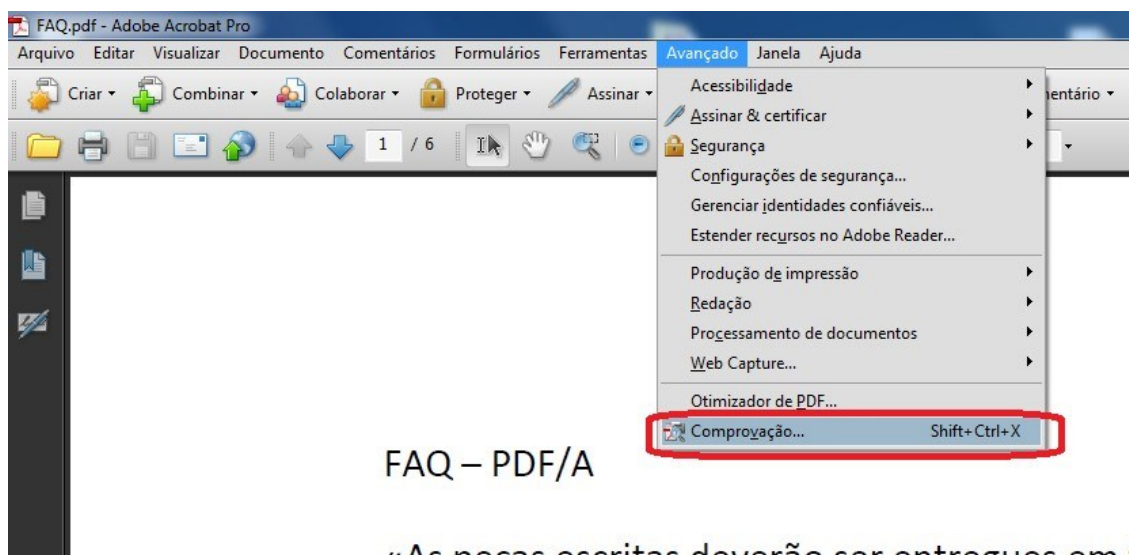 FAQ.pdf - Adobe Acrobat Pro
Arquivo Editar Visualizar Documento Comentários Formulários Ferramentas Avançado Janela Ajuda
Criar Combinar Colaborar Proteger Assinar
1 / 6
Acessibilidade
Assinar & certificar
Segurança
Configurações de segurança...
Gerenciar identidades confiáveis...
Estender recursos no Adobe Reader...
Produção de impressão
Redação
Processamento de documentos
Web Capture...
Otimizador de PDF...
Comprovação... Shift+Ctrl+X
FAQ – PDF/A